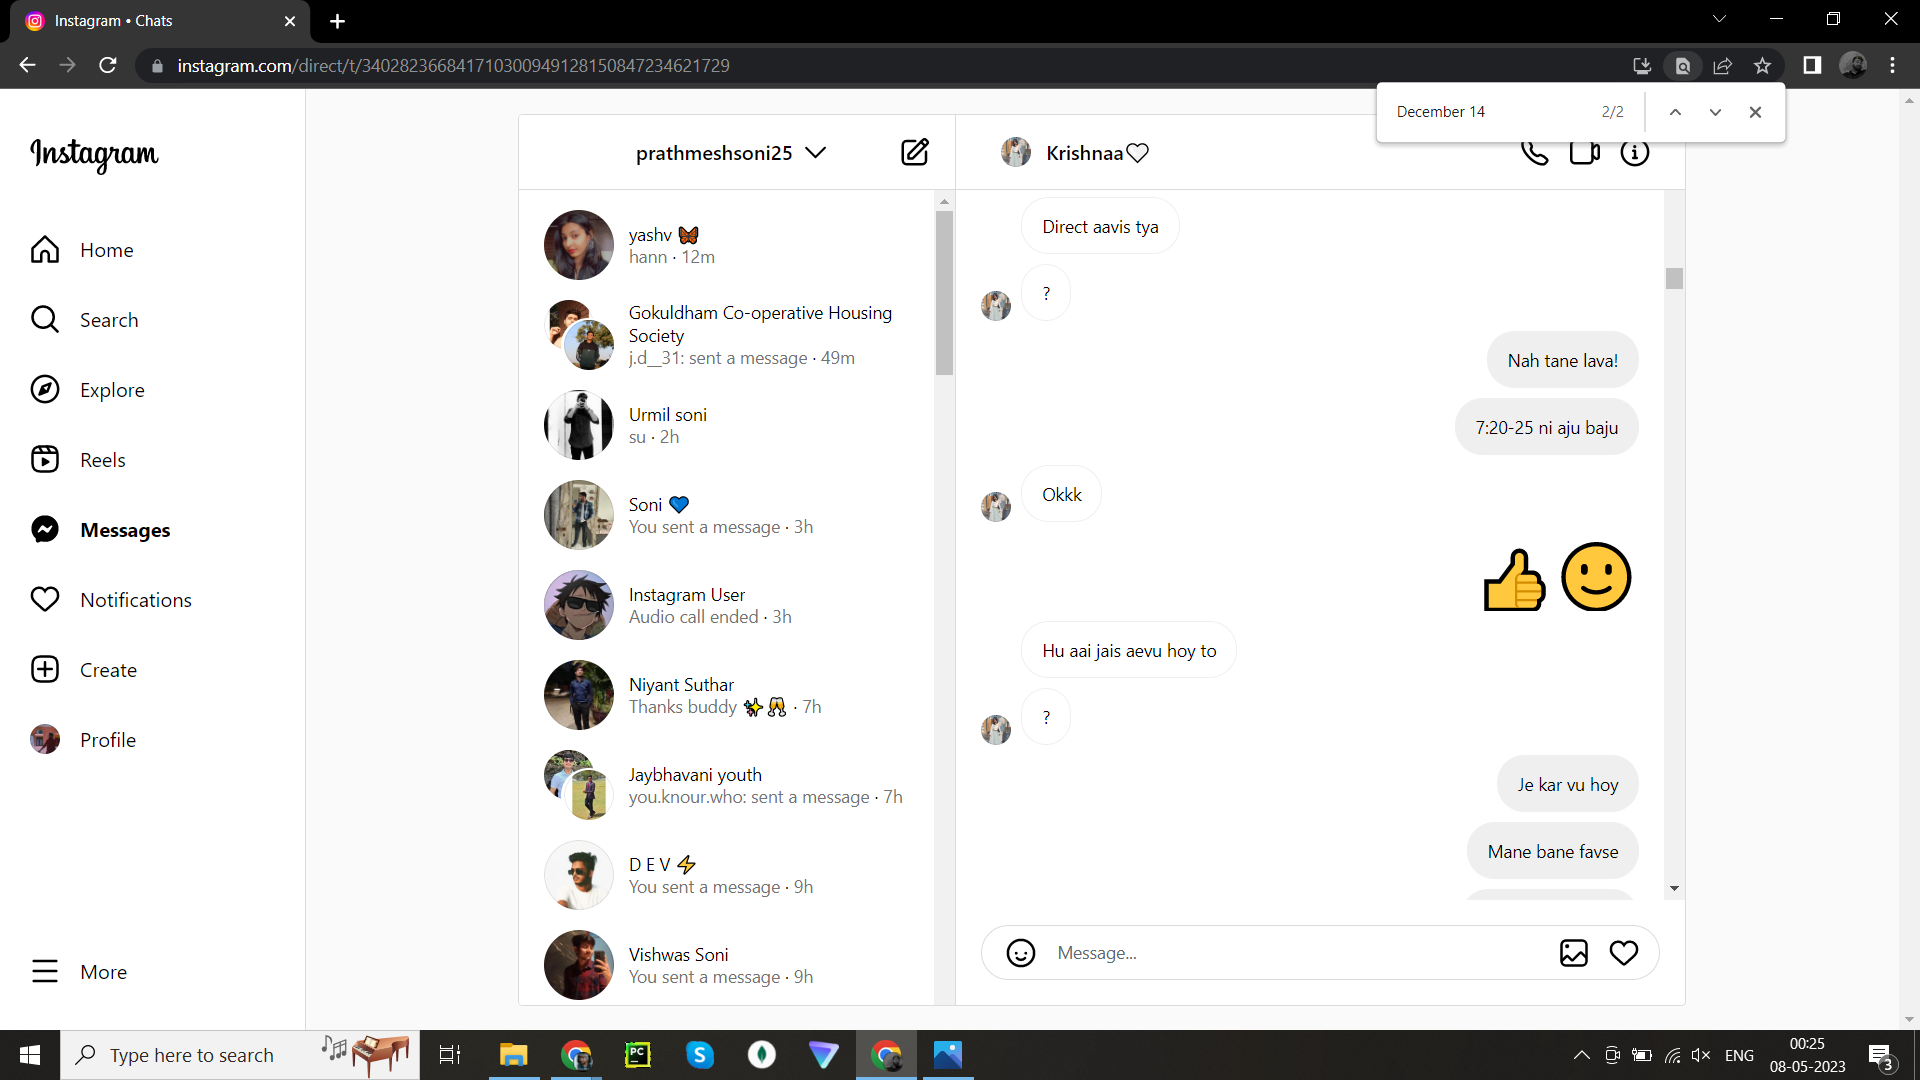 Instagram • Chats
instagram.com/direct/t/340282366841710300949128150847234621729
December 14
2/2
Instagram
Home
Search
Explore
Reels
Messages
Notifications
Create
Profile
More
prathmeshsoni25
yashv 🦋
hann · 12m
Gokuldham Co-operative Housing
Society
j.d__31: sent a message · 49m
Urmil soni
su · 2h
Soni 💙
You sent a message · 3h
Instagram User
Audio call ended · 3h
Niyant Suthar
Thanks buddy ✨🥂 · 7h
Jaybhavani youth
you.knour.who: sent a message · 7h
D E V ⚡
You sent a message · 9h
Vishwas Soni
You sent a message · 9h
Krishnaa♡
Direct aavis tya
?
Nah tane lava!
7:20-25 ni aju baju
Okkk
👍🙂
Hu aai jais aevu hoy to
?
Je kar vu hoy
Mane bane favse
Message...
Type here to search
PC
S
ENG
00:25
08-05-2023
3